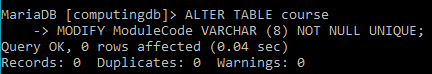 MariaDB [computingdb]> ALTER TABLE course
    -> MODIFY ModuleCode VARCHAR (8) NOT NULL UNIQUE;
Query OK, 0 rows affected (0.04 sec)
Records: 0  Duplicates: 0  Warnings: 0